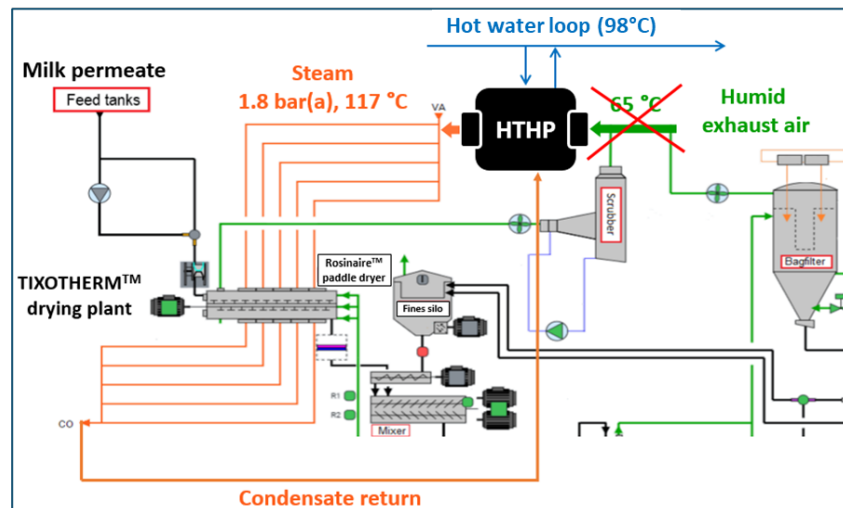 Hot water loop (98°C)
Milk permeate
Feed tanks
Steam
1.8 bar(a), 117 °C
VA
HTHP
65 °C
Humid
exhaust air
Scrubber
Bagfilter
TIXOTHERM™
drying plant
Rosinaire™
paddle dryer
Fines silo
R1
R2
Mixer
CO
Condensate return